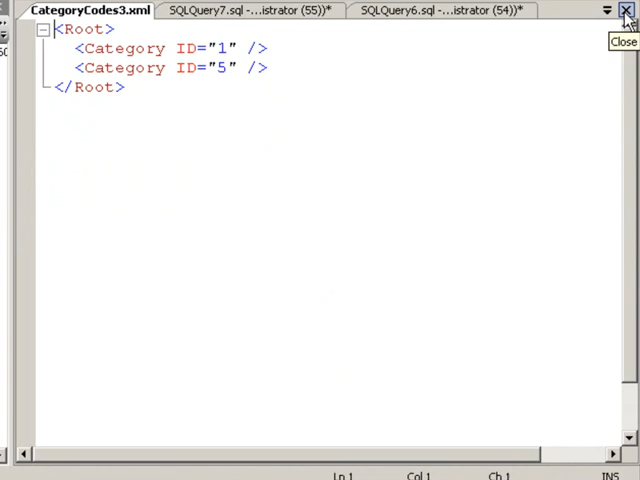 CategoryCodes3.xml SQLQuery7.sql -...istrator (55))* SQLQuery6.sql -...istrator (54))*
Close
<Root>
<Category ID="1" />
<Category ID="5" />
</Root>
Ln 1 Col 1 Ch 1 INS